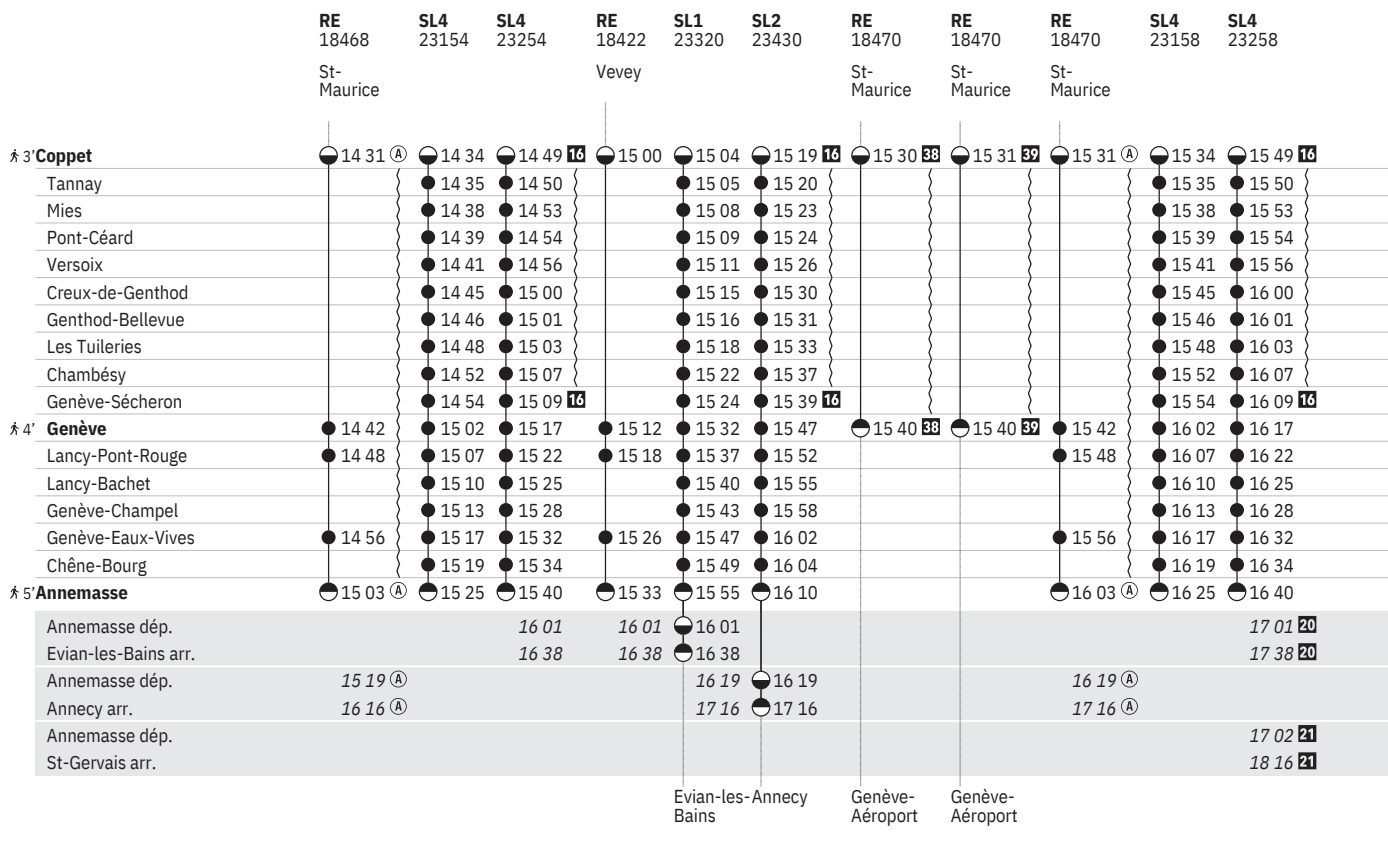 RE SL4 SL4 RE SL1 SL2 RE RE RE SL4 SL4
18468 23154 23254 18422 23320 23430 18470 18470 18470 23158 23258
St- Vevey St- St- St-
Maurice Maurice Maurice Maurice
3' Coppet 14 31 A 14 34 14 49 16 15 00 15 04 15 19 16 15 30 38 15 31 39 15 31 A 15 34 15 49 16
Tannay 14 35 14 50 15 05 15 20 15 35 15 50
Mies 14 38 14 53 15 08 15 23 15 38 15 53
Pont-Céard 14 39 14 54 15 09 15 24 15 39 15 54
Versoix 14 41 14 56 15 11 15 26 15 41 15 56
Creux-de-Genthod 14 45 15 00 15 15 15 30 15 45 16 00
Genthod-Bellevue 14 46 15 01 15 16 15 31 15 46 16 01
Les Tuileries 14 48 15 03 15 18 15 33 15 48 16 03
Chambésy 14 52 15 07 15 22 15 37 15 52 16 07
Genève-Sécheron 14 54 15 09 16 15 24 15 39 16 15 54 16 09 16
4' Genève 14 42 15 02 15 17 15 12 15 32 15 47 15 40 38 15 40 39 15 42 16 02 16 17
Lancy-Pont-Rouge 14 48 15 07 15 22 15 18 15 37 15 52 15 48 16 07 16 22
Lancy-Bachet 15 10 15 25 15 40 15 55 16 10 16 25
Genève-Champel 15 13 15 28 15 43 15 58 16 13 16 28
Genève-Eaux-Vives 14 56 15 17 15 32 15 26 15 47 16 02 15 56 16 17 16 32
Chêne-Bourg 15 19 15 34 15 49 16 04 16 19 16 34
5' Annemasse 15 03 A 15 25 15 40 15 33 15 55 16 10 16 03 A 16 25 16 40
Annemasse dép. 16 01 16 01 16 01 17 01 20
Evian-les-Bains arr. 16 38 16 38 16 38 17 38 20
Annemasse dép. 15 19 A 16 19 16 19 16 19 A
Annecy arr. 16 16 A 17 16 17 16 17 16 A
Annemasse dép. 17 02 21
St-Gervais arr. 18 16 21
Evian-les- Annecy Genève- Genève-
Bains Aéroport Aéroport